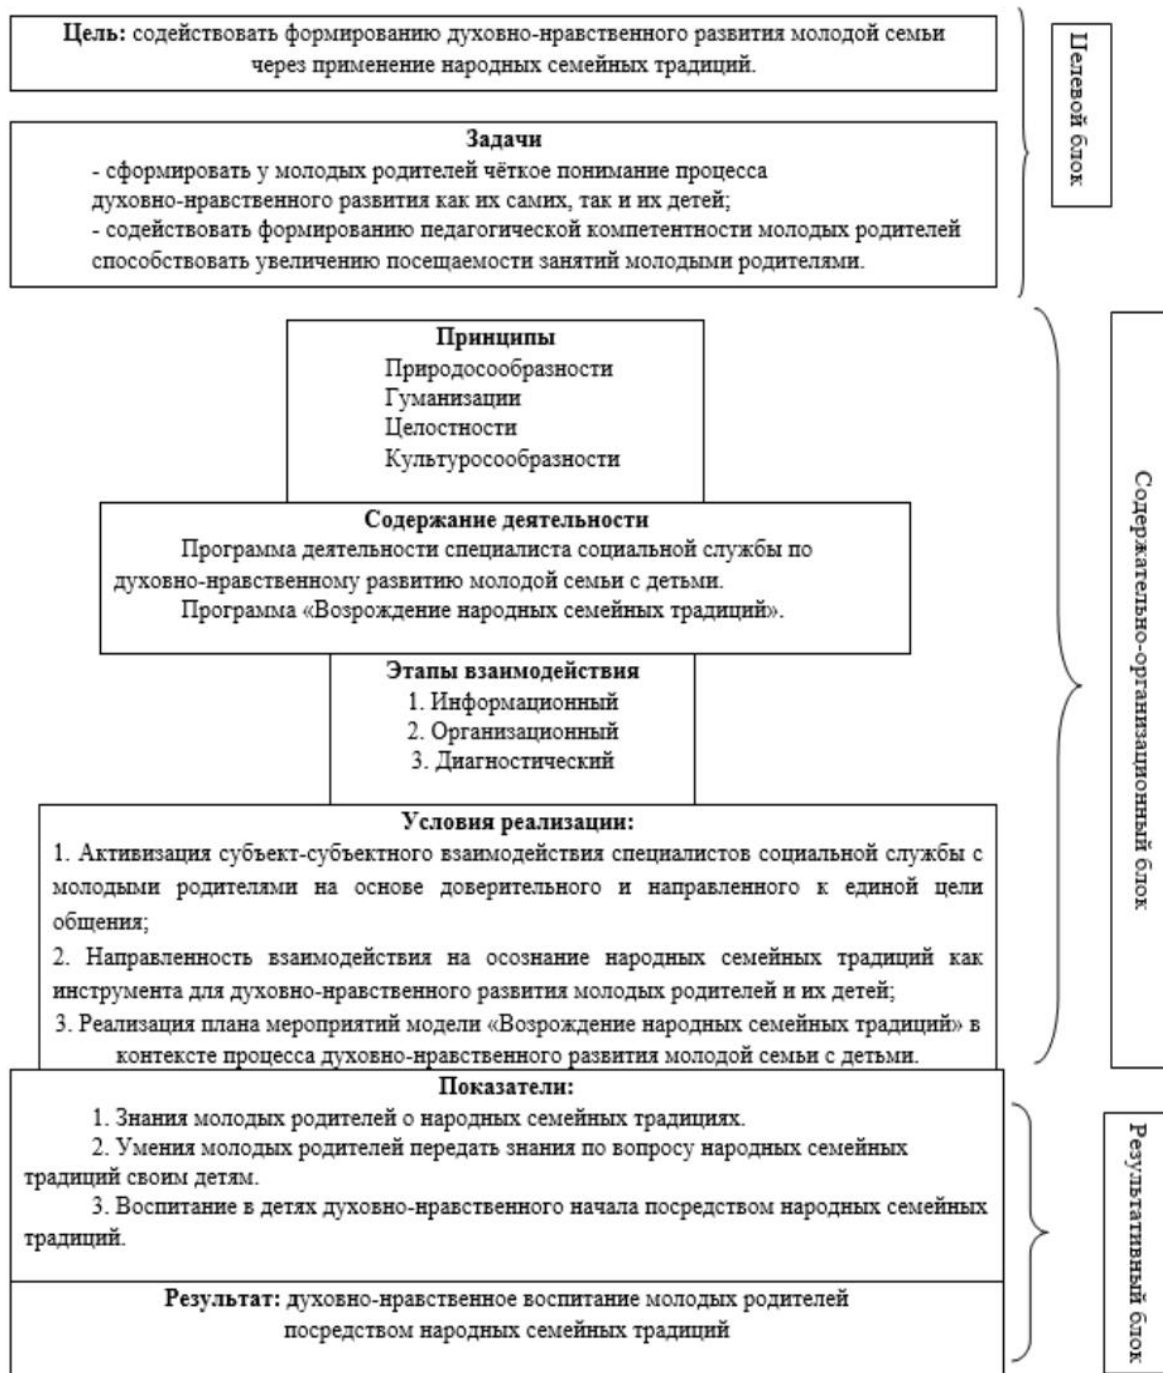 Цель: содействовать формированию духовно-нравственного развития молодой семьи
через применение народных семейных традиций.
Целевой блок
Задачи
- сформировать у молодых родителей чёткое понимание процесса
духовно-нравственного развития как их самих, так и их детей;
- содействовать формированию педагогической компетентности молодых родителей
способствовать увеличению посещаемости занятий молодыми родителями.
Принципы
Природосообразности
Гуманизации
Целостности
Культуросообразности
Содержание деятельности
Программа деятельности специалиста социальной службы по
духовно-нравственному развитию молодой семьи с детьми.
Программа «Возрождение народных семейных традиций».
Этапы взаимодействия
1. Информационный
2. Организационный
3. Диагностический
Условия реализации:
1. Активизация субъект-субъектного взаимодействия специалистов социальной службы с
молодыми родителями на основе доверительного и направленного к единой цели
общения;
2. Направленность взаимодействия на осознание народных семейных традиций как
инструмента для духовно-нравственного развития молодых родителей и их детей;
3. Реализация плана мероприятий модели «Возрождение народных семейных традиций» в
контексте процесса духовно-нравственного развития молодой семьи с детьми.
Содержательно-организационный блок
Показатели:
1. Знания молодых родителей о народных семейных традициях.
2. Умения молодых родителей передать знания по вопросу народных семейных
традиций своим детям.
3. Воспитание в детях духовно-нравственного начала посредством народных семейных
традиций.
Результат: духовно-нравственное воспитание молодых родителей
посредством народных семейных традиций
Результативный блок